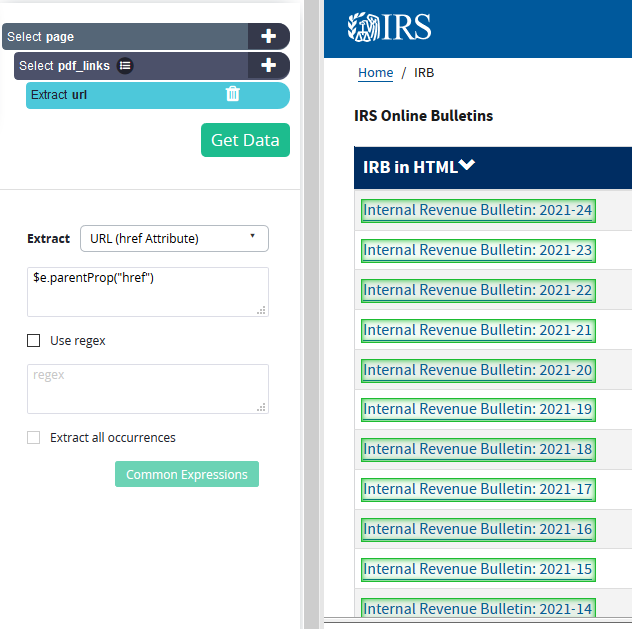 Select page
Select pdf_links
Extract url
Get Data
Extract URL (href Attribute)
$e.parentProp("href")
Use regex
regex
Extract all occurrences
Common Expressions
IRS
Home / IRB
IRS Online Bulletins
IRB in HTML
Internal Revenue Bulletin: 2021-24
Internal Revenue Bulletin: 2021-23
Internal Revenue Bulletin: 2021-22
Internal Revenue Bulletin: 2021-21
Internal Revenue Bulletin: 2021-20
Internal Revenue Bulletin: 2021-19
Internal Revenue Bulletin: 2021-18
Internal Revenue Bulletin: 2021-17
Internal Revenue Bulletin: 2021-16
Internal Revenue Bulletin: 2021-15
Internal Revenue Bulletin: 2021-14